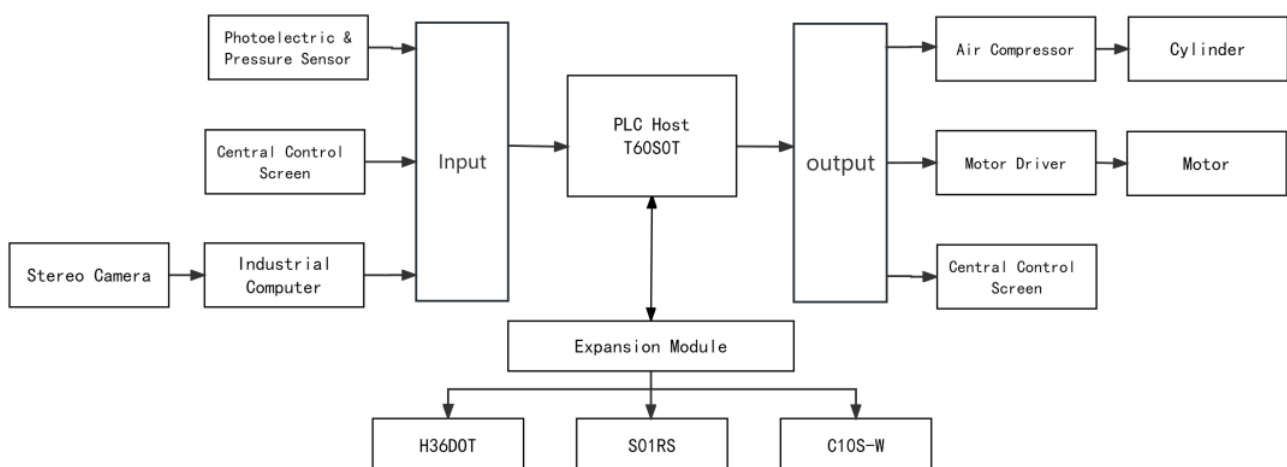 Photoelectric &
Pressure Sensor
Central Control
Screen
Stereo Camera
Industrial
Computer
Input
PLC Host
T60S0T
output
Air Compressor
Cylinder
Motor Driver
Motor
Central Control
Screen
Expansion Module
H36DOT
S01RS
C10S-W